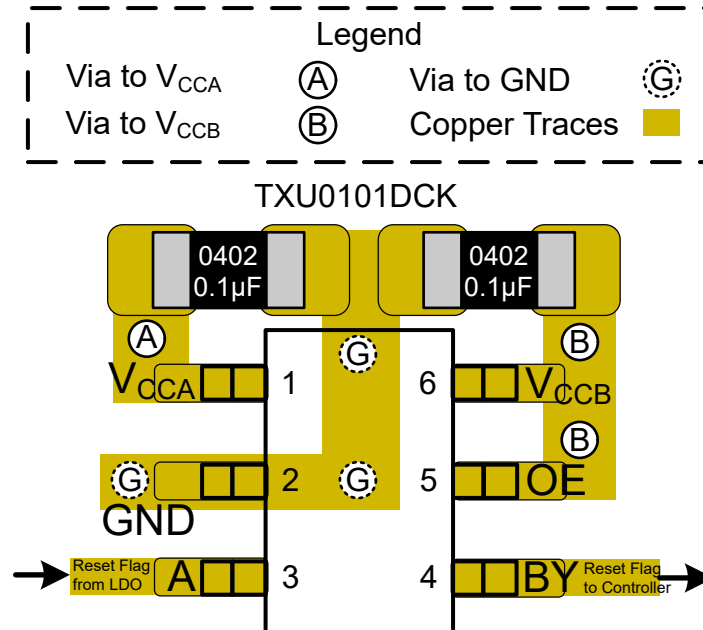 Legend
Via to VCCA A Via to GND G
Via to VCCB B Copper Traces
TXU0101DCK
0402 0402
0.1µF 0.1µF
A B
G
VCCA 1 6 VCCB
B
G 2 G 5 OE
GND
Reset Flag
from LDO A 3 4 BY Reset Flag
to Controller